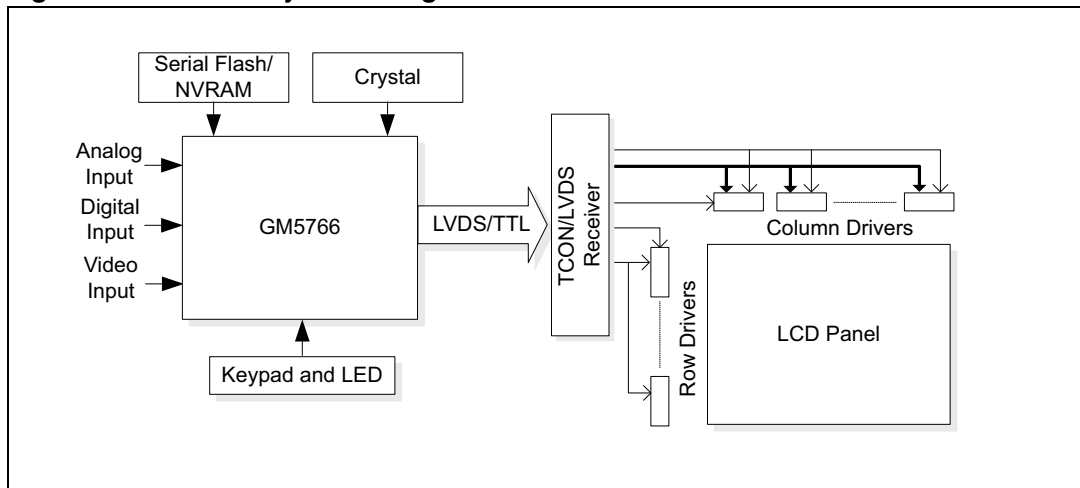 Serial Flash/
NVRAM
Crystal
Analog
Input
Digital
Input
Video
Input
GM5766
LVDS/TTL
TCON/LVDS
Receiver
Column Drivers
Row Drivers
LCD Panel
Keypad and LED